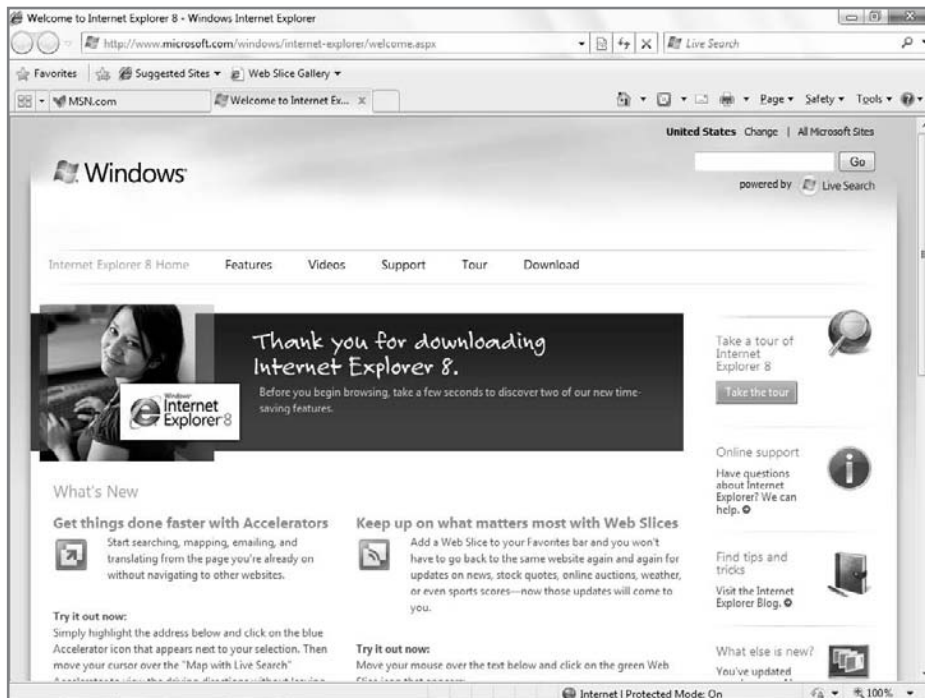 Welcome to Internet Explorer 8 - Windows Internet Explorer
http://www.microsoft.com/windows/internet-explorer/welcome.aspx
Live Search
Favorites
Suggested Sites
Web Slice Gallery
MSN.com
Welcome to Internet Ex...
Page
Safety
Tools
United States Change | All Microsoft Sites
Go
powered by Live Search
Windows
Internet Explorer 8 Home
Features
Videos
Support
Tour
Download
Thank you for downloading
Internet Explorer 8.
Before you begin browsing, take a few seconds to discover two of our new time-
saving features.
Windows
Internet
Explorer 8
Take a tour of
Internet
Explorer 8
Take the tour
Online support
Have questions
about Internet
Explorer? We can
help.
Find tips and
tricks
Visit the Internet
Explorer Blog.
What else is new?
You've updated
What's New
Get things done faster with Accelerators
Start searching, mapping, emailing, and
translating from the page you're already on
without navigating to other websites.
Try it out now:
Simply highlight the address below and click on the blue
Accelerator icon that appears next to your selection. Then
move your cursor over the "Map with Live Search"
Keep up on what matters most with Web Slices
Add a Web Slice to your Favorites bar and you won't
have to go back to the same website again and again for
updates on news, stock quotes, online auctions, weather,
or even sports scores—now those updates will come to
you.
Try it out now:
Move your mouse over the text below and click on the green Web
Internet | Protected Mode: On
100%